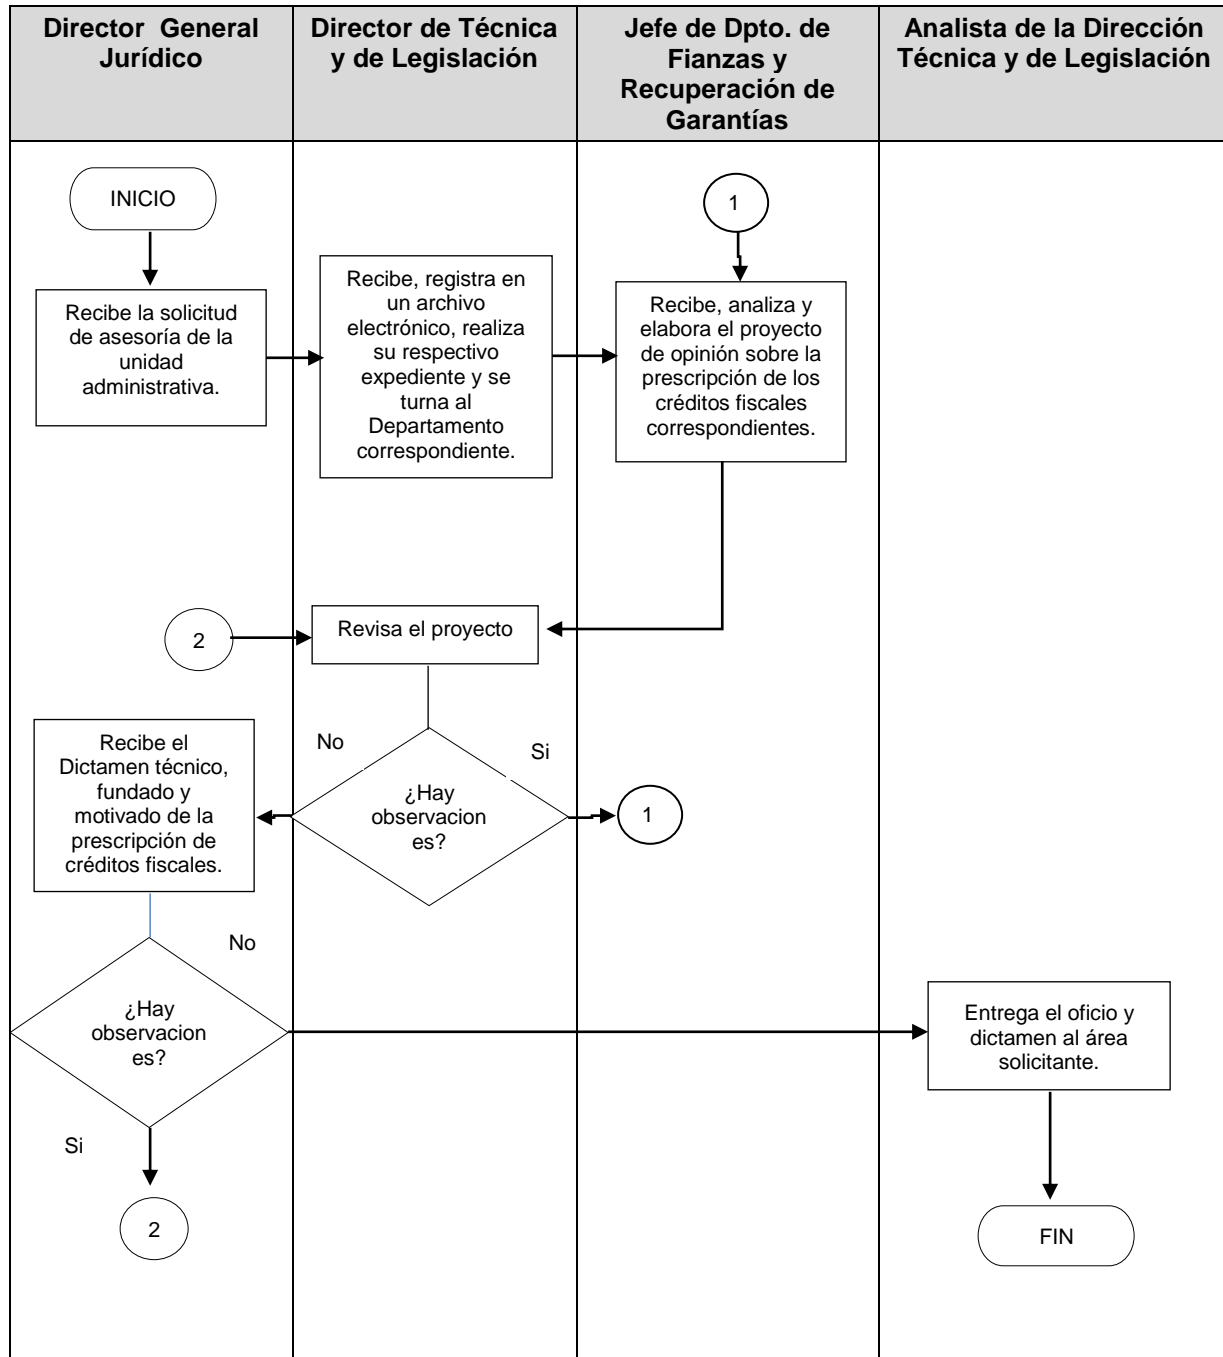 Director General
Jurídico
Director de Técnica
y de Legislación
Jefe de Dpto. de
Fianzas y
Recuperación de
Garantías
Analista de la Dirección
Técnica y de Legislación
INICIO
1
Recibe la solicitud
de asesoría de la
unidad
administrativa.
Recibe, registra en
un archivo
electrónico, realiza
su respectivo
expediente y se
turna al
Departamento
correspondiente.
Recibe, analiza y
elabora el proyecto
de opinión sobre la
prescripción de los
créditos fiscales
correspondientes.
2
Revisa el proyecto
Recibe el
Dictamen técnico,
fundado y
motivado de la
prescripción de
créditos fiscales.
No
Si
¿Hay
observacion
es?
1
No
¿Hay
observacion
es?
Si
2
Entrega el oficio y
dictamen al área
solicitante.
FIN